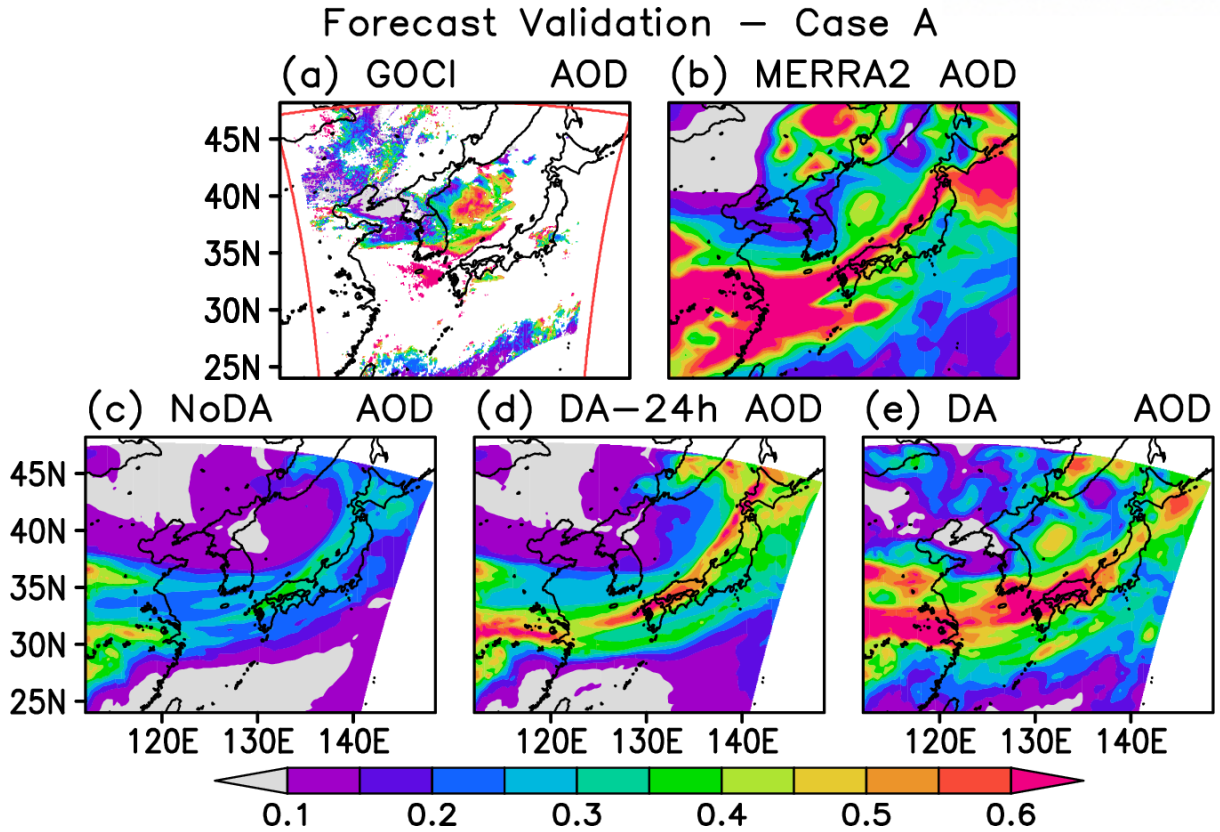 Forecast Validation – Case A
(a) GOCI AOD
(b) MERRA2 AOD
45N
40N
35N
30N
25N
(c) NoDA AOD
(d) DA–24h AOD
(e) DA AOD
45N
40N
35N
30N
25N
120E 130E 140E
120E 130E 140E
120E 130E 140E
0.1 0.2 0.3 0.4 0.5 0.6